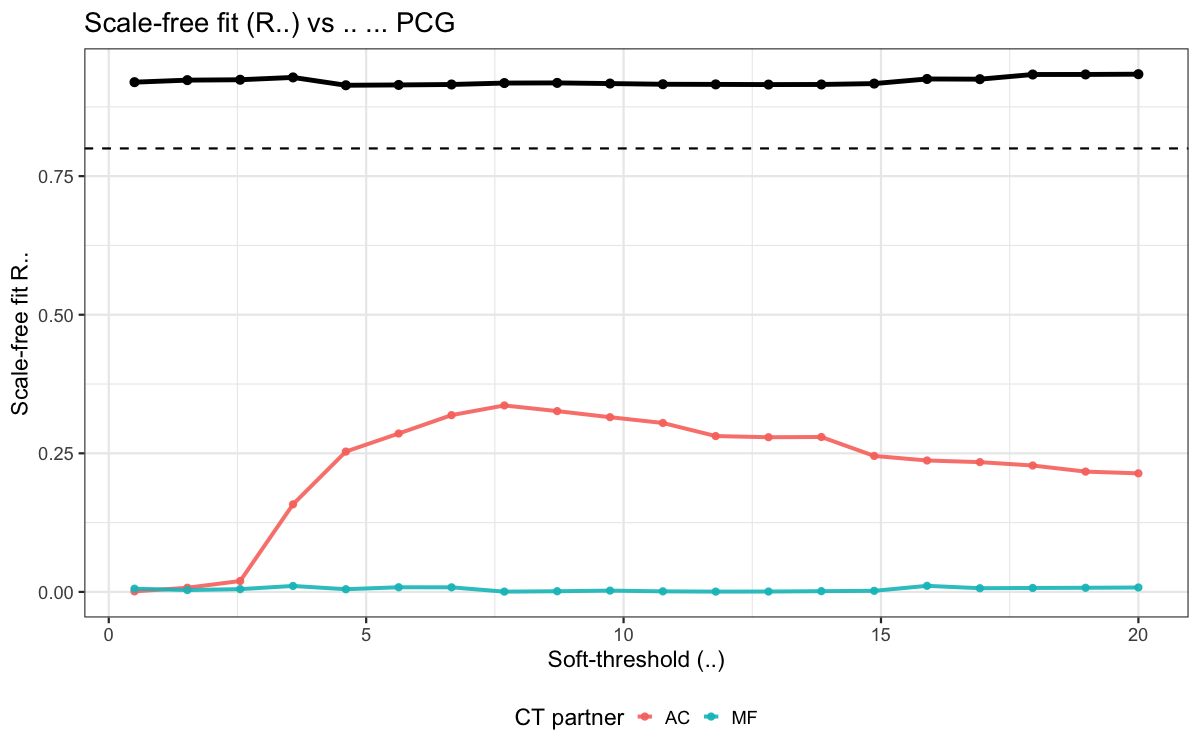 Scale-free fit (R..) vs .. ... PCG
Scale-free fit R..
0.75
0.50
0.25
0.00
0 5 10 15 20
Soft-threshold (..)
CT partner AC MF